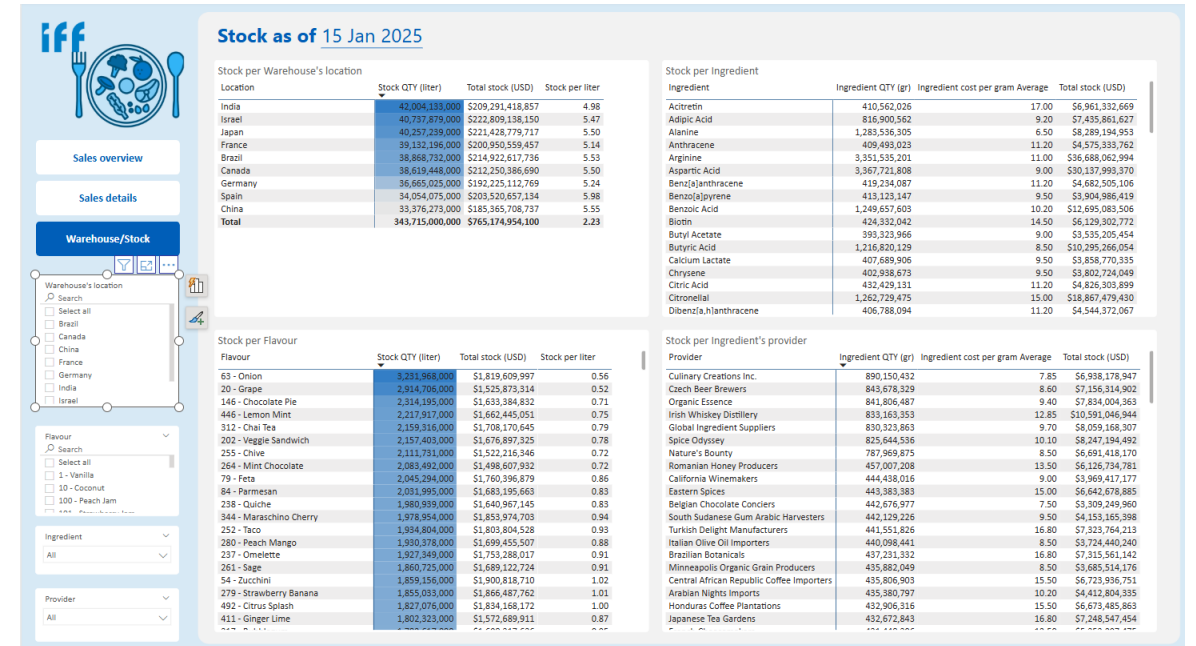 iff
Stock as of 15 Jan 2025
Sales overview
Sales details
Warehouse/Stock
Warehouse's location
Search
Select all
Brazil
Canada
China
France
Germany
India
Israel
Flavour
Search
Select all
1 - Vanilla
10 - Coconut
100 - Peach Jam
Ingredient
All
Provider
All
Stock per Warehouse's location
Location Stock QTY (liter) Total stock (USD) Stock per liter
India 42,004,133,000 $209,291,418,857 4.98
Israel 40,737,879,000 $222,809,138,150 5.47
Japan 40,257,239,000 $221,428,779,717 5.50
France 39,132,196,000 $200,950,559,457 5.14
Brazil 38,868,732,000 $214,922,617,736 5.53
Canada 38,619,448,000 $212,250,386,690 5.50
Germany 36,665,025,000 $192,225,112,769 5.24
Spain 34,054,075,000 $203,520,657,134 5.98
China 33,376,273,000 $185,365,708,737 5.55
Total 343,715,000,000 $765,174,954,100 2.23
Stock per Ingredient
Ingredient Ingredient QTY (gr) Ingredient cost per gram Average Total stock (USD)
Acitretin 410,562,026 17.00 $6,961,332,669
Adipic Acid 816,900,562 9.20 $7,435,861,627
Alanine 1,283,536,305 6.50 $8,289,194,953
Anthracene 409,493,023 11.20 $4,575,333,762
Arginine 3,351,535,201 11.00 $36,688,062,994
Aspartic Acid 3,367,721,808 9.00 $30,137,993,370
Benz[a]anthracene 419,234,087 11.20 $4,682,505,106
Benzo[a]pyrene 413,123,147 9.50 $3,904,986,419
Benzoic Acid 1,249,657,603 10.20 $12,695,083,506
Biotin 424,332,042 14.50 $6,129,302,772
Butyl Acetate 393,323,966 9.00 $3,535,205,454
Butyric Acid 1,216,820,129 8.50 $10,295,266,054
Calcium Lactate 407,689,906 9.50 $3,858,770,335
Chrysene 402,938,673 9.50 $3,802,724,049
Citric Acid 432,429,131 11.20 $4,826,303,899
Citronellal 1,262,729,475 15.00 $18,867,479,430
Dibenz[a,h]anthracene 406,788,094 11.20 $4,544,372,067
Stock per Flavour
Flavour Stock QTY (liter) Total stock (USD) Stock per liter
63 - Onion 3,231,968,000 $1,819,609,997 0.56
20 - Grape 2,914,706,000 $1,525,873,314 0.52
146 - Chocolate Pie 2,314,195,000 $1,633,384,832 0.71
446 - Lemon Mint 2,217,917,000 $1,662,445,051 0.75
312 - Chai Tea 2,159,316,000 $1,708,170,645 0.79
202 - Veggie Sandwich 2,157,403,000 $1,676,897,325 0.78
255 - Chive 2,111,731,000 $1,522,216,346 0.72
264 - Mint Chocolate 2,083,492,000 $1,498,607,932 0.72
79 - Feta 2,045,294,000 $1,760,396,879 0.86
84 - Parmesan 2,031,995,000 $1,683,195,663 0.83
238 - Quiche 1,980,939,000 $1,640,967,145 0.83
344 - Maraschino Cherry 1,978,954,000 $1,853,974,703 0.94
252 - Taco 1,934,804,000 $1,803,804,528 0.93
280 - Peach Mango 1,930,378,000 $1,699,455,507 0.88
237 - Omelette 1,927,349,000 $1,753,288,017 0.91
261 - Sage 1,860,725,000 $1,689,122,724 0.91
54 - Zucchini 1,859,156,000 $1,900,818,710 1.02
279 - Strawberry Banana 1,855,033,000 $1,866,487,762 1.01
492 - Citrus Splash 1,827,076,000 $1,834,168,172 1.00
411 - Ginger Lime 1,802,323,000 $1,572,689,911 0.87
Stock per Ingredient's provider
Provider Ingredient QTY (gr) Ingredient cost per gram Average Total stock (USD)
Culinary Creations Inc. 890,150,432 7.85 $6,938,178,947
Czech Beer Brewers 843,678,329 8.60 $7,156,314,902
Organic Essence 841,806,487 9.40 $7,834,004,363
Irish Whiskey Distillery 833,163,353 12.85 $10,591,046,944
Global Ingredient Suppliers 830,323,863 9.70 $8,059,168,307
Spice Odyssey 825,644,536 10.10 $8,247,194,492
Nature's Bounty 787,969,875 8.50 $6,691,418,170
Romanian Honey Producers 457,007,208 13.50 $6,126,734,781
California Winemakers 444,438,016 9.00 $3,969,417,177
Eastern Spices 443,383,383 15.00 $6,642,678,885
Belgian Chocolate Conciers 442,676,977 7.50 $3,309,249,960
South Sudanese Gum Arabic Harvesters 442,129,226 9.50 $4,153,165,398
Turkish Delight Manufacturers 441,551,826 16.80 $7,323,764,213
Italian Olive Oil Importers 440,098,441 8.50 $3,724,440,240
Brazilian Botanicals 437,231,332 16.80 $7,315,561,142
Minneapolis Organic Grain Producers 435,882,049 8.50 $3,685,514,176
Central African Republic Coffee Importers 435,806,903 15.50 $6,723,936,751
Arabian Nights Imports 435,380,797 10.20 $4,412,804,335
Honduras Coffee Plantations 432,906,316 15.50 $6,673,485,863
Japanese Tea Gardens 432,672,843 16.80 $7,248,547,454